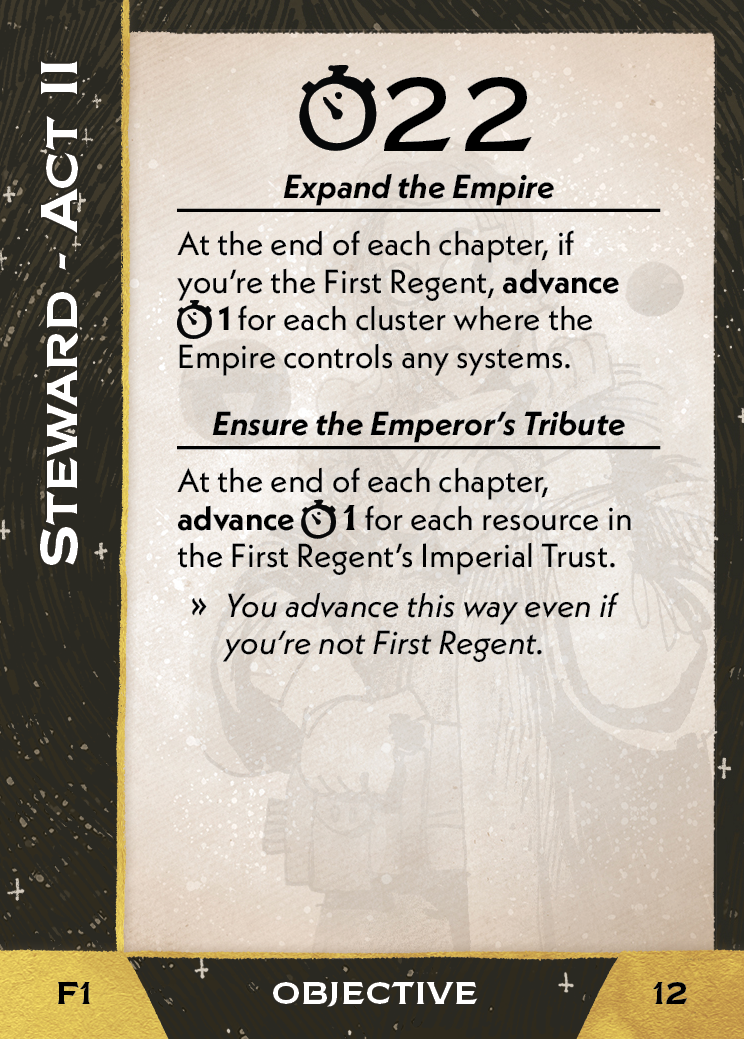 STEWARD - ACT II
22
Expand the Empire
At the end of each chapter, if
you're the First Regent, advance
1 for each cluster where the
Empire controls any systems.
Ensure the Emperor's Tribute
At the end of each chapter,
advance 1 for each resource in
the First Regent's Imperial Trust.
» You advance this way even if
you're not First Regent.
F1 OBJECTIVE 12